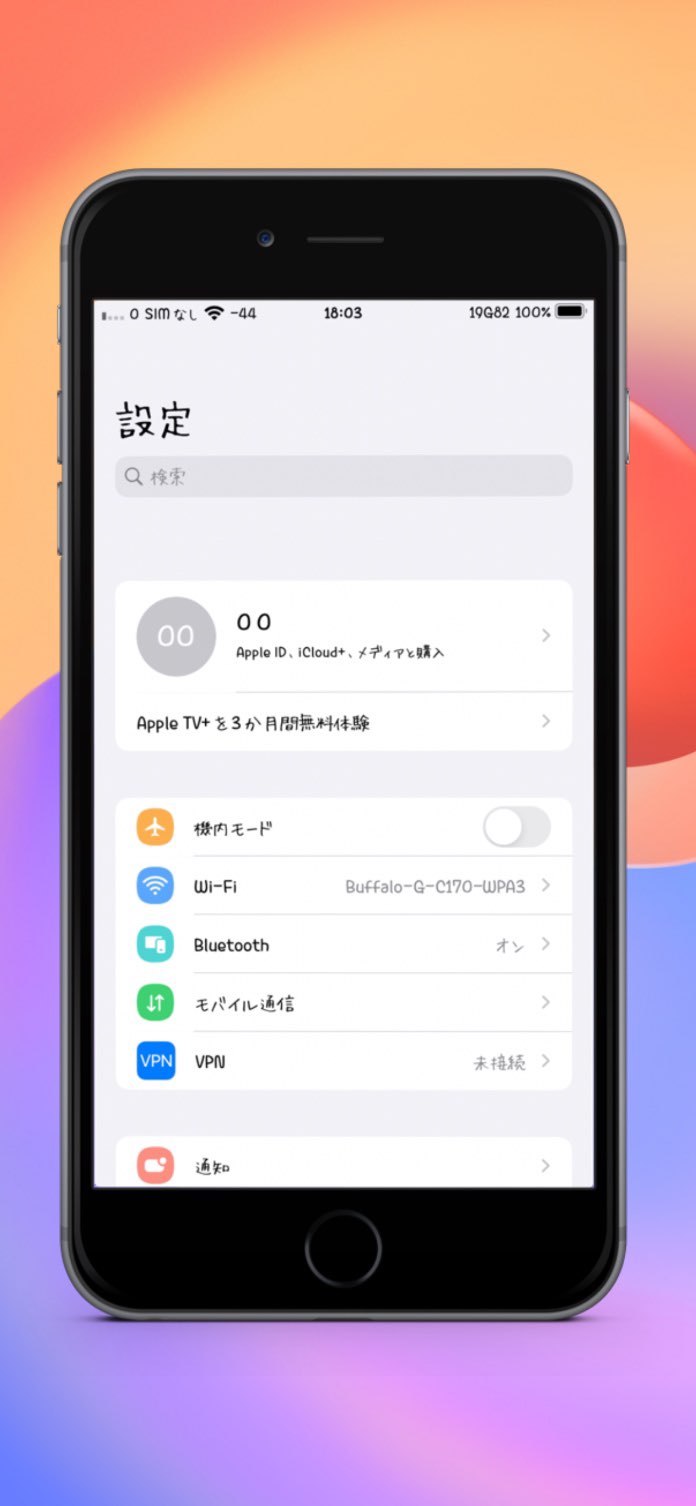 0 SIMなし -44 18:03 19G82 100%
設定
検索
00
00
Apple ID、iCloud+、メディアと購入
Apple TV+を3か月間無料体験
機内モード
Wi-Fi Buffalo-G-C170-WPA3
Bluetooth オン
モバイル通信
VPN VPN 未接続
通知